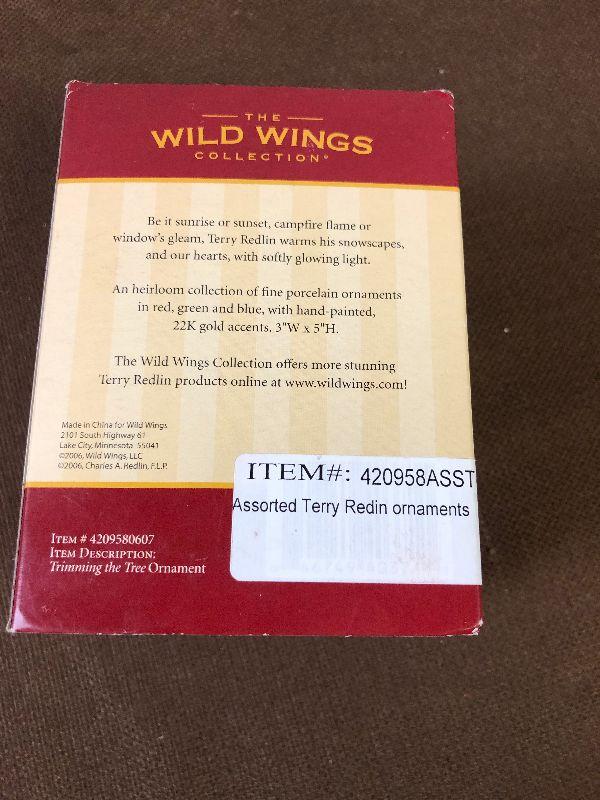 THE
WILD WINGS
COLLECTION®
Be it sunrise or sunset, campfire flame or
window's gleam, Terry Redlin warms his snowscapes,
and our hearts, with softly glowing light.
An heirloom collection of fine porcelain ornaments
in red, green and blue, with hand-painted,
22K gold accents. 3"W x 5"H.
The Wild Wings Collection offers more stunning
Terry Redlin products online at www.wildwings.com!
Made in China for Wild Wings
2101 South Highway 61
Lake City, Minnesota 55041
©2006, Wild Wings, LLC
©2006, Charles A. Redlin, F.L.P.
ITEM#: 420958ASST
Assorted Terry Redin ornaments
ITEM # 4209580607
ITEM DESCRIPTION:
Trimming the Tree Ornament